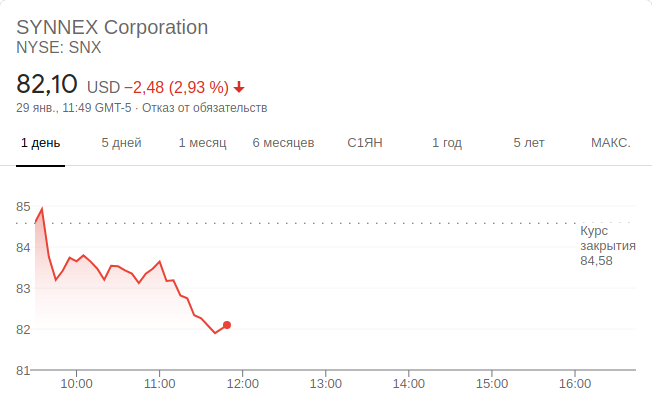 SYNNEX Corporation
NYSE: SNX
82,10 USD −2,48 (2,93 %)
29 янв., 11:49 GMT-5 · Отказ от обязательств
1 день 5 дней 1 месяц 6 месяцев С1ЯН 1 год 5 лет МАКС.
85
Курс
закрытия
84,58
84
83
82
81
10:00 11:00 12:00 13:00 14:00 15:00 16:00